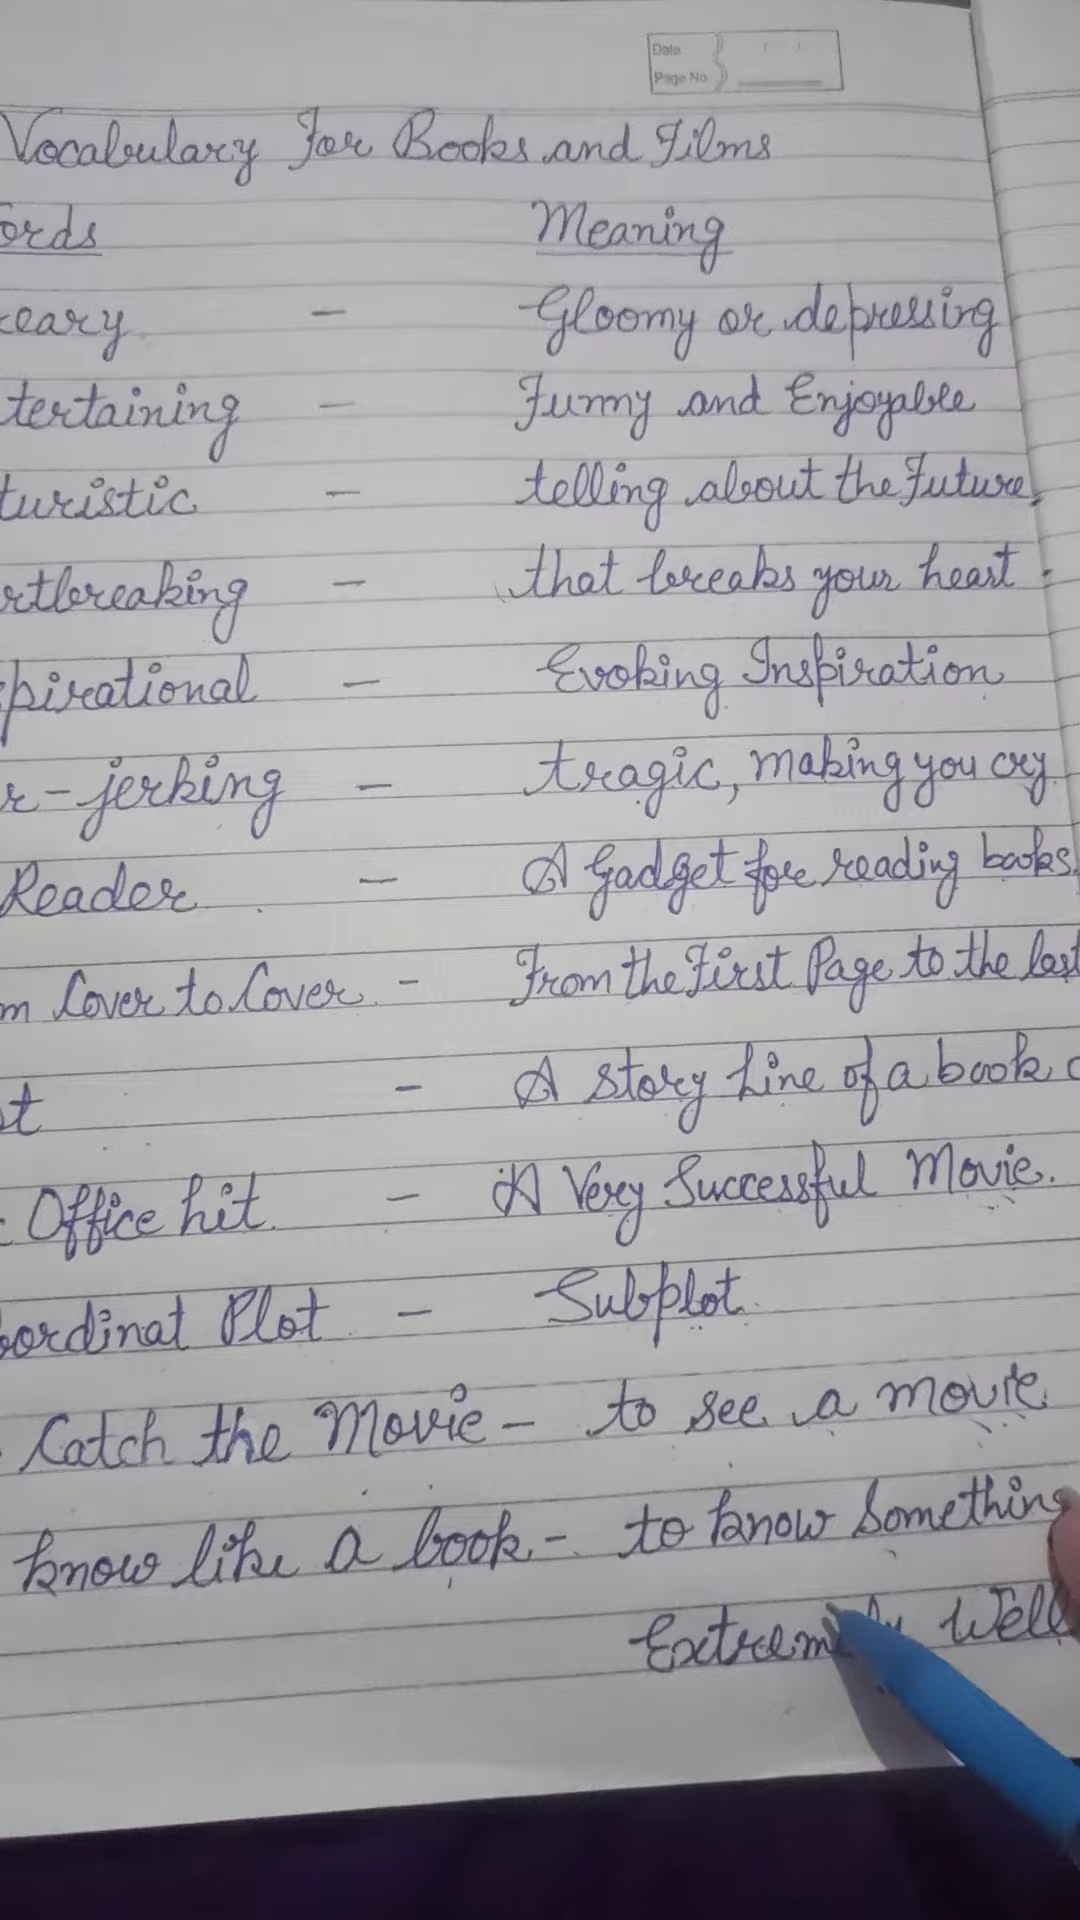 Date
Page No
Vocabulary For Books and Films
ords Meaning
eary - Gloomy or depressing
tertaining - Funny and Enjoyable
turistic - telling about the Future.
rtbreaking - that breaks your heart.
pirational - Evoking Inspiration
r-jerking - tragic, making you cry
Reader - A Gadget for reading books.
m Cover to Cover - From the First Page to the last
t - A story Line of a book
Office hit - A Very Successful Movie.
ordinat Plot - Subplot.
Catch the Movie - to see a movie
know like a book - to know Something
Extremely Well